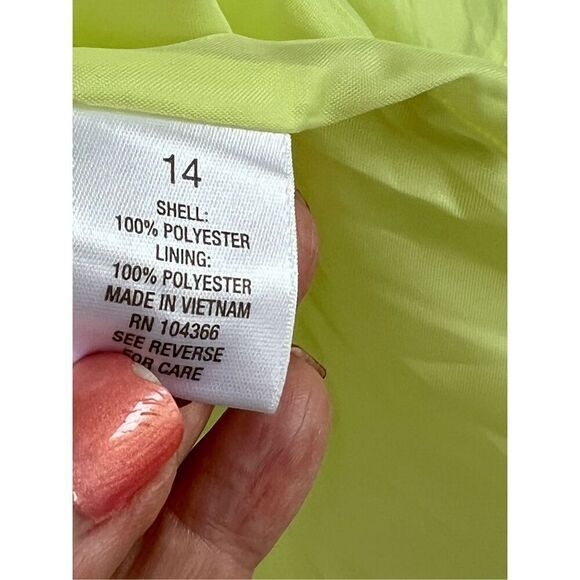 14
SHELL:
100% POLYESTER
LINING:
100% POLYESTER
MADE IN VIETNAM
RN 104366
SEE REVERSE
FOR CARE